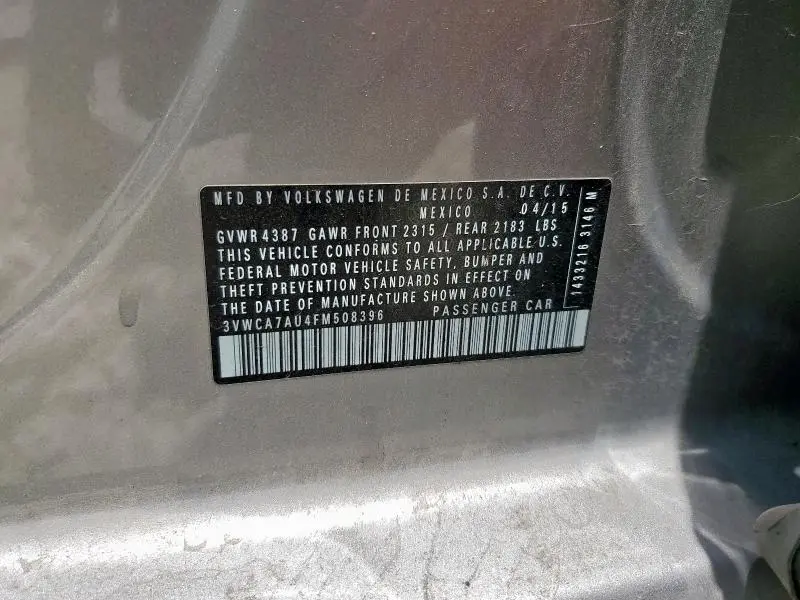 MFD BY VOLKSWAGEN DE MEXICO S.A. DE C.V.
MEXICO 04/15
GVWR 4387 GAWR FRONT 2315 / REAR 2183 LBS
THIS VEHICLE CONFORMS TO ALL APPLICABLE U.S.
FEDERAL MOTOR VEHICLE SAFETY, BUMPER AND
THEFT PREVENTION STANDARDS IN EFFECT ON
THE DATE OF MANUFACTURE SHOWN ABOVE.
3VWCA7AU4FM508396 PASSENGER CAR
1433216 3146 M